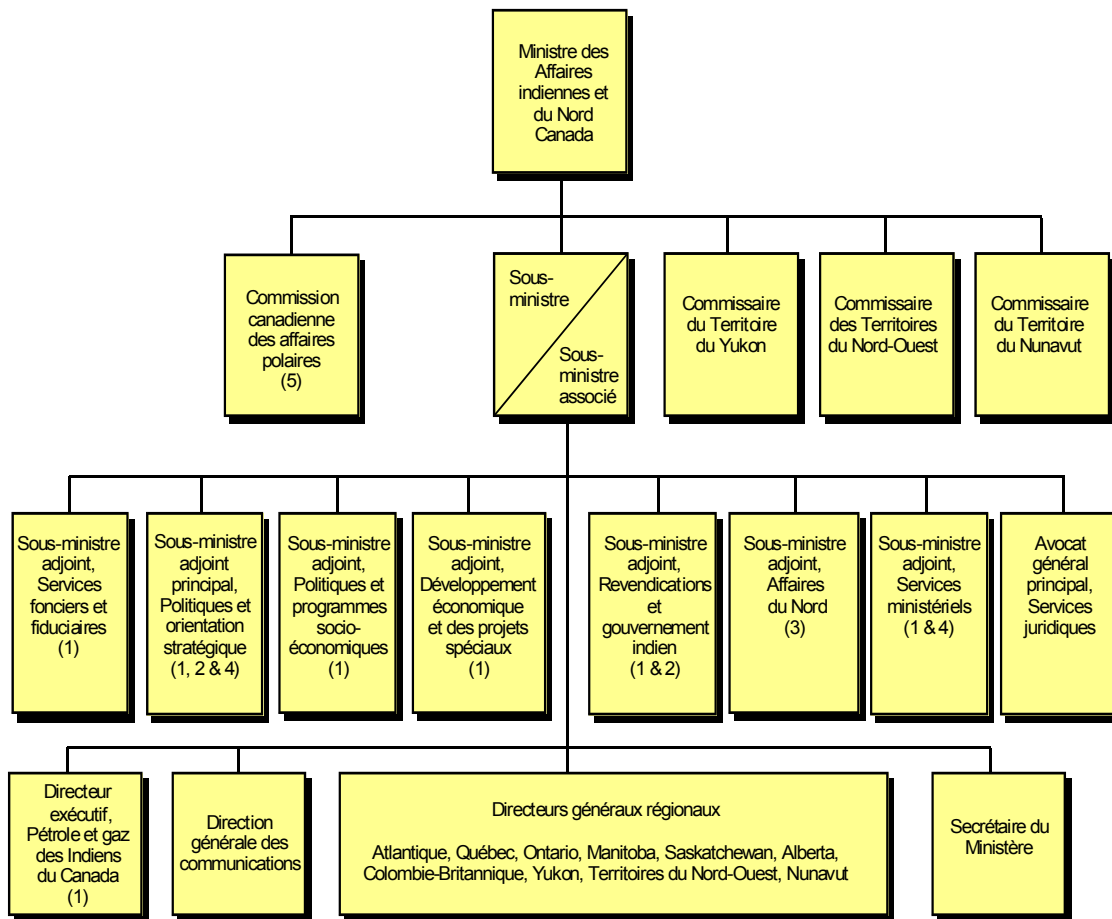 Ministre des
Affaires
indiennes et
du Nord
Canada
Commission
canadienne
des affaires
polaires
(5)
Sous-
ministre
Sous-
ministre
associé
Commissaire
du Territoire
du Yukon
Commissaire
des Territoires
du Nord-Ouest
Commissaire
du Territoire
du Nunavut
Sous-ministre
adjoint,
Services
fonciers et
fiduciaires
(1)
Sous-ministre
adjoint
principal,
Politiques et
orientation
stratégique
(1, 2 & 4)
Sous-ministre
adjoint,
Politiques et
programmes
socio-
économiques
(1)
Sous-ministre
adjoint,
Développement
économique
et des projets
spéciaux
(1)
Sous-ministre
adjoint,
Revendications
et
gouvernement
indien
(1 & 2)
Sous-ministre
adjoint,
Affaires
du Nord
(3)
Sous-ministre
adjoint,
Services
ministériels
(1 & 4)
Avocat
général
principal,
Services
juridiques
Directeur
exécutif,
Pétrole et gaz
des Indiens
du Canada
(1)
Direction
générale des
communications
Directeurs généraux régionaux
Atlantique, Québec, Ontario, Manitoba, Saskatchewan, Alberta,
Colombie-Britannique, Yukon, Territoires du Nord-Ouest, Nunavut
Secrétaire du
Ministère